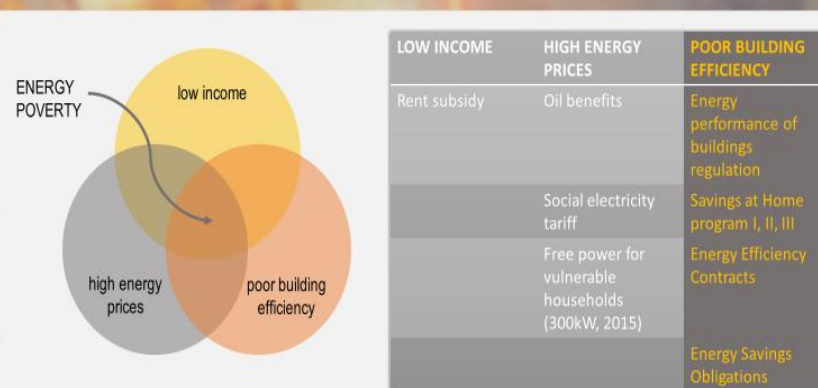 ENERGY
POVERTY
low income
high energy
prices
poor building
efficiency
LOW INCOME
HIGH ENERGY
PRICES
POOR BUILDING
EFFICIENCY
Rent subsidy
Oil benefits
Energy
performance of
buildings
regulation
Social electricity
tariff
Savings at Home
program I, II, III
Free power for
vulnerable
households
(300kW, 2015)
Energy Efficiency
Contracts
Energy Savings
Obligations